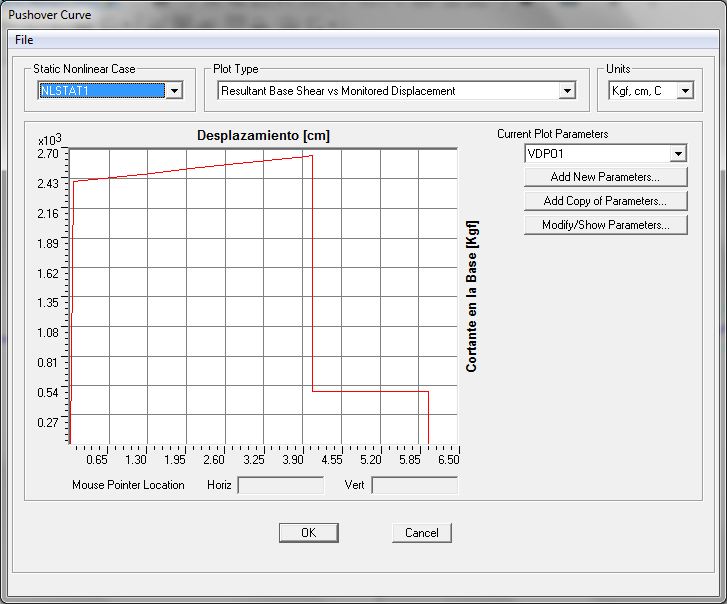 Pushover Curve
File
Static Nonlinear Case
NLSTAT1
Plot Type
Resultant Base Shear vs Monitored Displacement
Units
Kgf, cm, C
Desplazamiento [cm]
x10³
2.70
2.43
2.16
1.89
1.62
1.35
1.08
0.81
0.54
0.27
0.65 1.30 1.95 2.60 3.25 3.90 4.55 5.20 5.85 6.50
Cortante en la Base [Kgf]
Current Plot Parameters
VDPO1
Add New Parameters...
Add Copy of Parameters...
Modify/Show Parameters...
Mouse Pointer Location Horiz Vert
OK Cancel